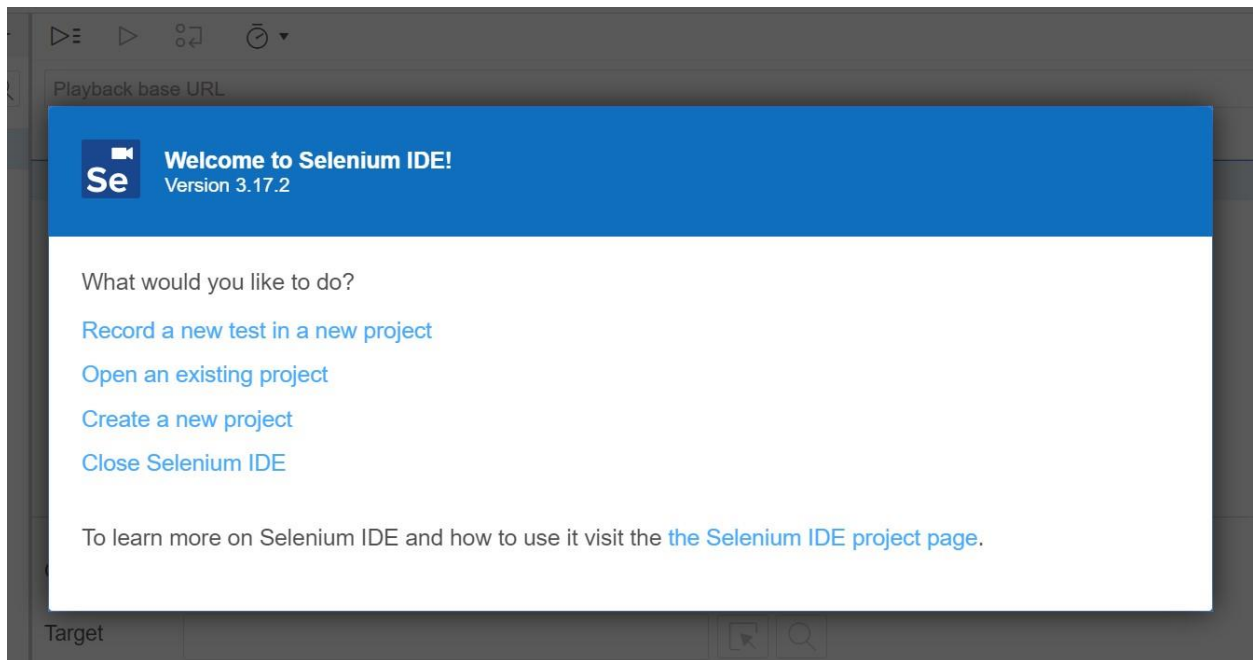 Playback base URL
Se
Welcome to Selenium IDE!
Version 3.17.2
What would you like to do?
Record a new test in a new project
Open an existing project
Create a new project
Close Selenium IDE
To learn more on Selenium IDE and how to use it visit the the Selenium IDE project page.
Target